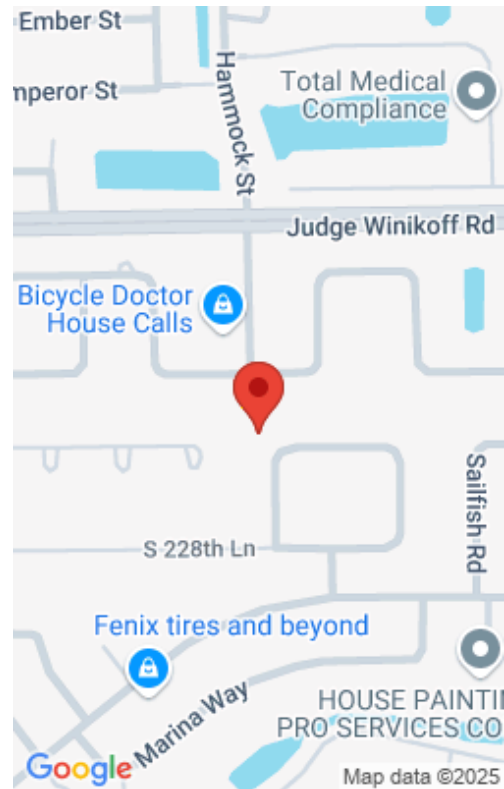 Ember St
mperor St
Hammock St
Total Medical
Compliance
Judge Winikoff Rd
Bicycle Doctor
House Calls
Sailfish Rd
S 228th Ln
Fenix tires and beyond
Marina Way
HOUSE PAINTI
PRO SERVICES CO
Google
Map data ©2025